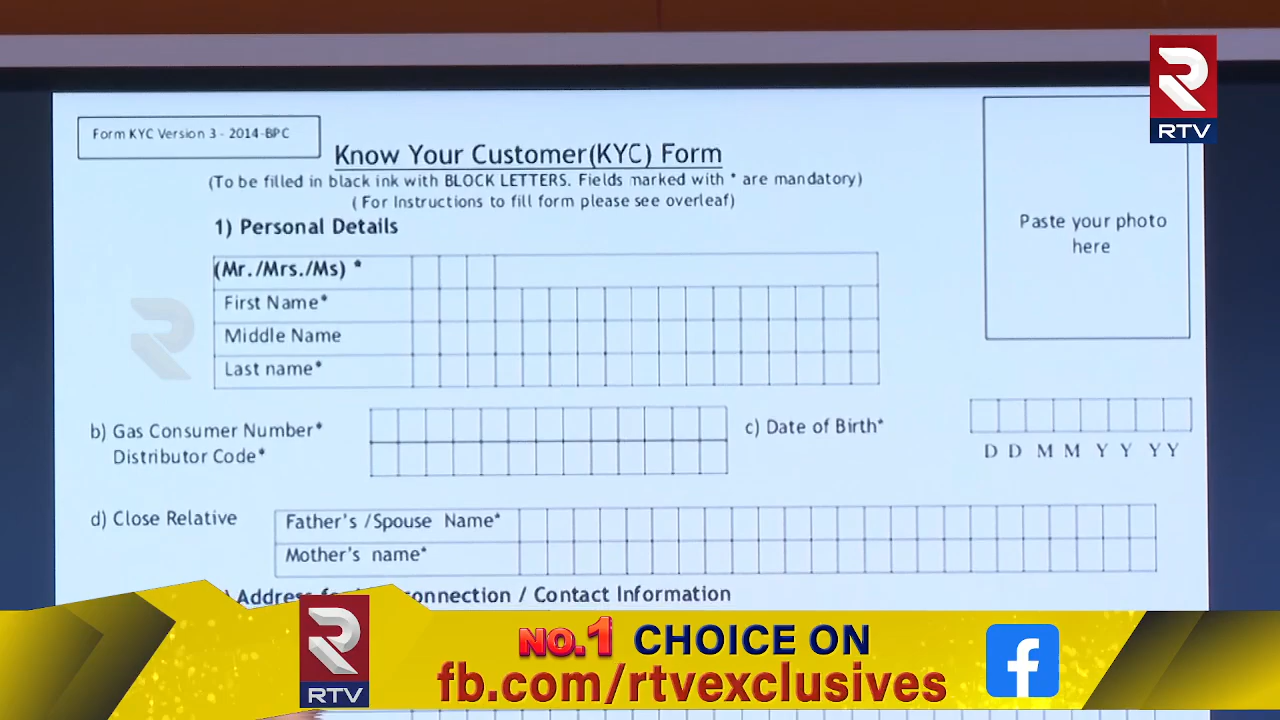 RTV
Form KYC Version 3 - 2014-BPC
Know Your Customer(KYC) Form
(To be filled in black ink with BLOCK LETTERS. Fields marked with * are mandatory)
( For Instructions to fill form please see overleaf)
Paste your photo
here
1) Personal Details
(Mr./Mrs./Ms) *
First Name*
Middle Name
Last name*
b) Gas Consumer Number*
Distributor Code*
c) Date of Birth*
D D M M Y Y Y Y
d) Close Relative
Father's /Spouse Name*
Mother's name*
Address connection / Contact Information
RTV
NO.1 CHOICE ON
fb.com/rtvexclusives
f